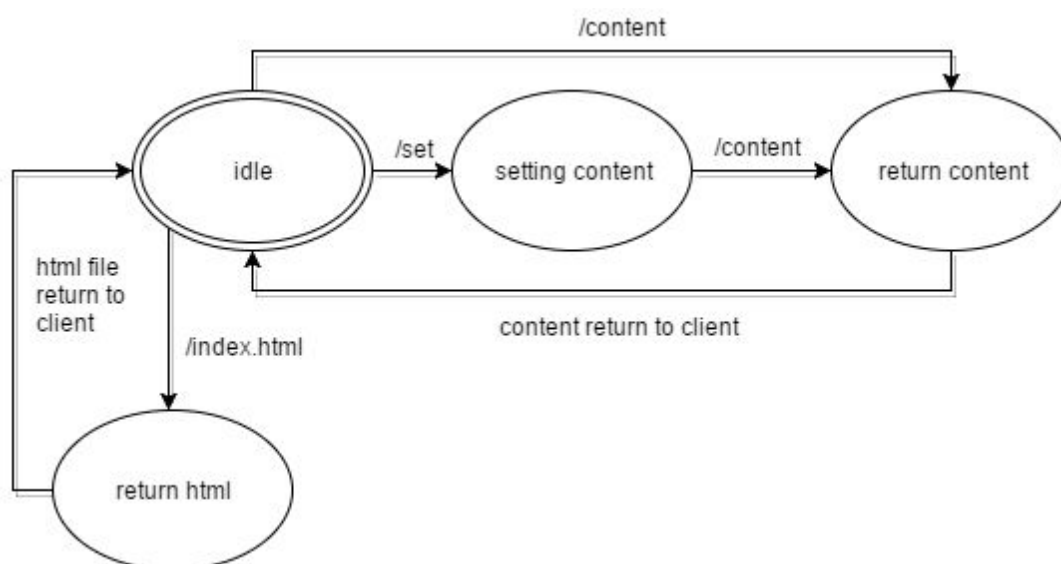 /content
idle
/set
setting content
/content
return content
html file
return to
client
content return to client
/index.html
return html